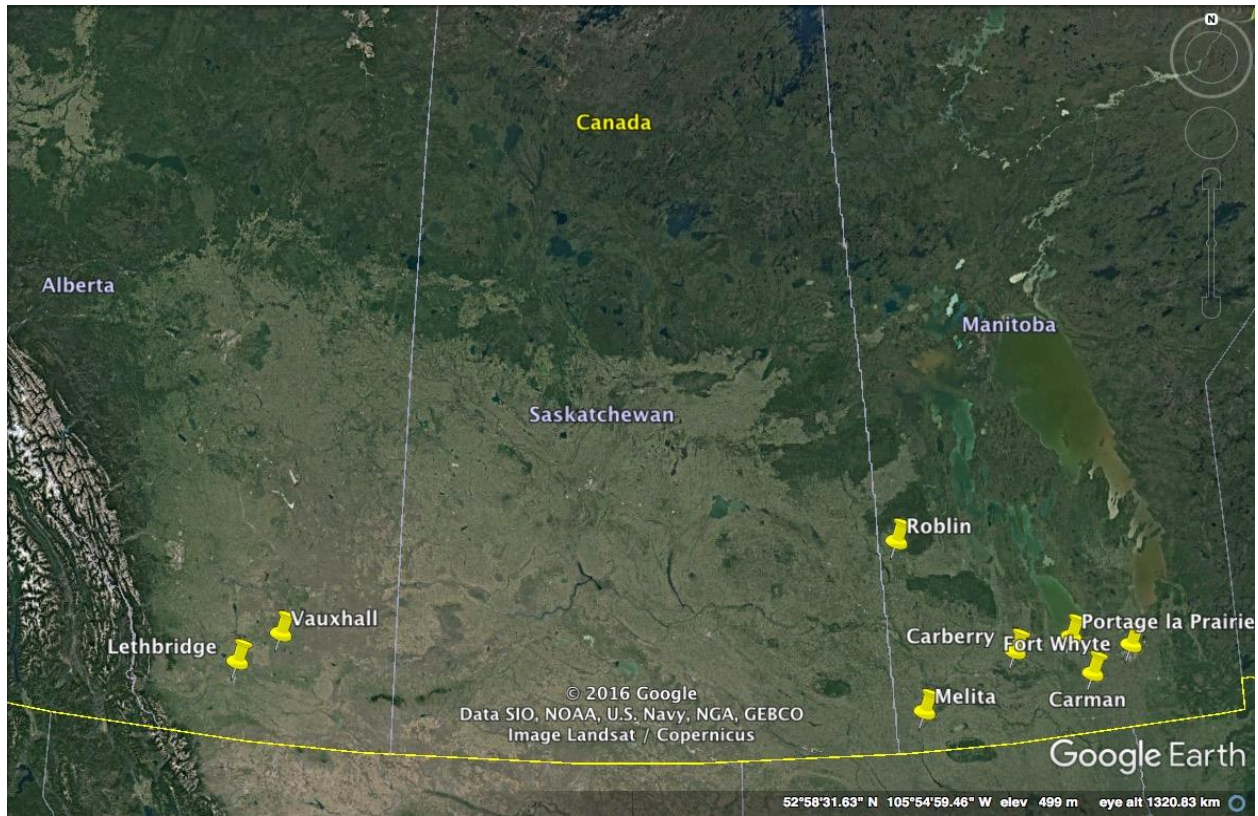 N
Canada
Alberta
Manitoba
Saskatchewan
Roblin
Vauxhall
Lethbridge
Portage la Prairie
Carberry
Fort Whyte
Melita
Carman
© 2016 Google
Data SIO, NOAA, U.S. Navy, NGA, GEBCO
Image Landsat / Copernicus
Google Earth
52°58'31.63" N 105°54'59.46" W elev 499 m eye alt 1320.83 km